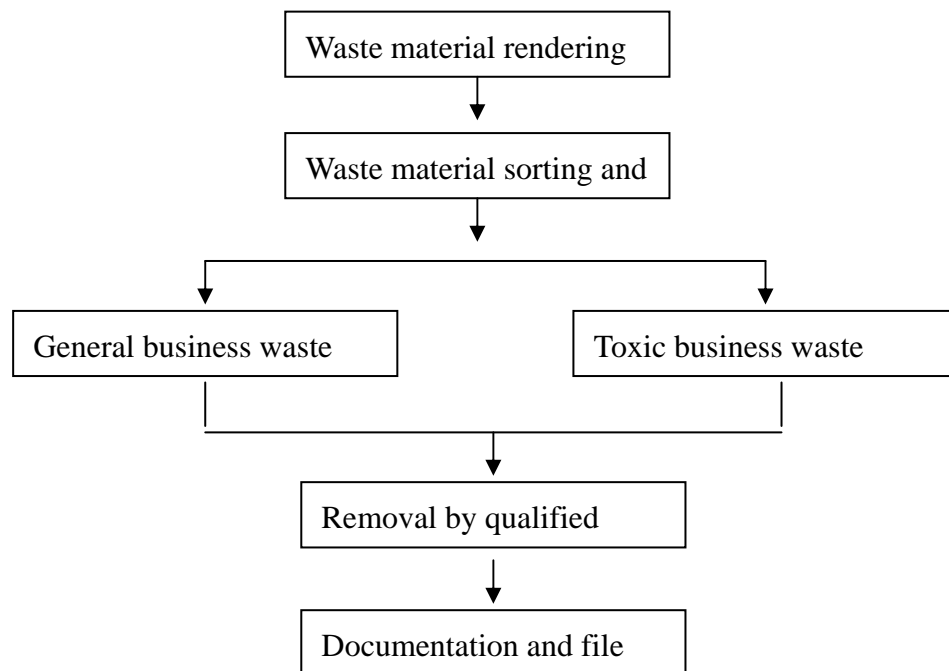 Waste material rendering
Waste material sorting and
General business waste
Toxic business waste
Removal by qualified
Documentation and file